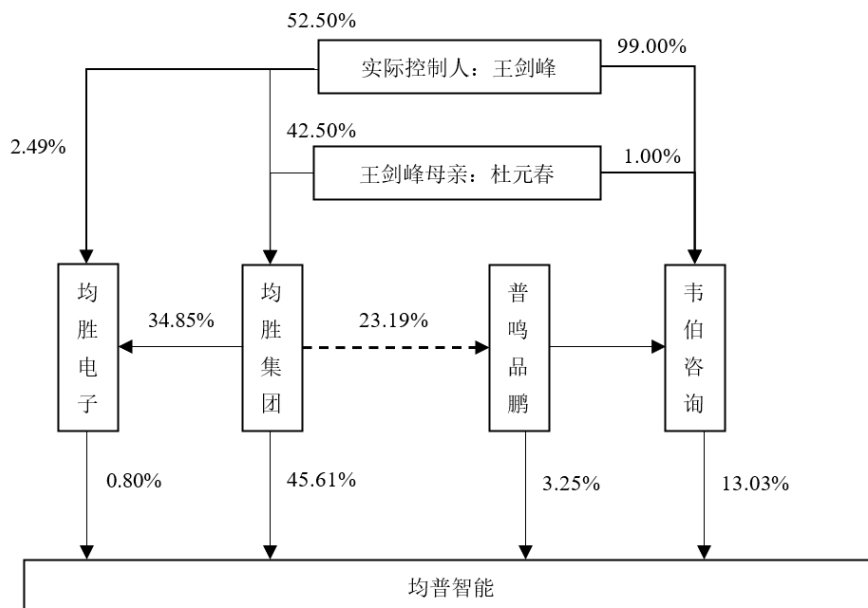 52.50%
实际控制人：王剑峰
99.00%
2.49%
42.50%
王剑峰母亲：杜元春
1.00%
均胜电子
34.85%
均胜集团
23.19%
普鸣品鹏
韦伯咨询
0.80%
45.61%
3.25%
13.03%
均普智能